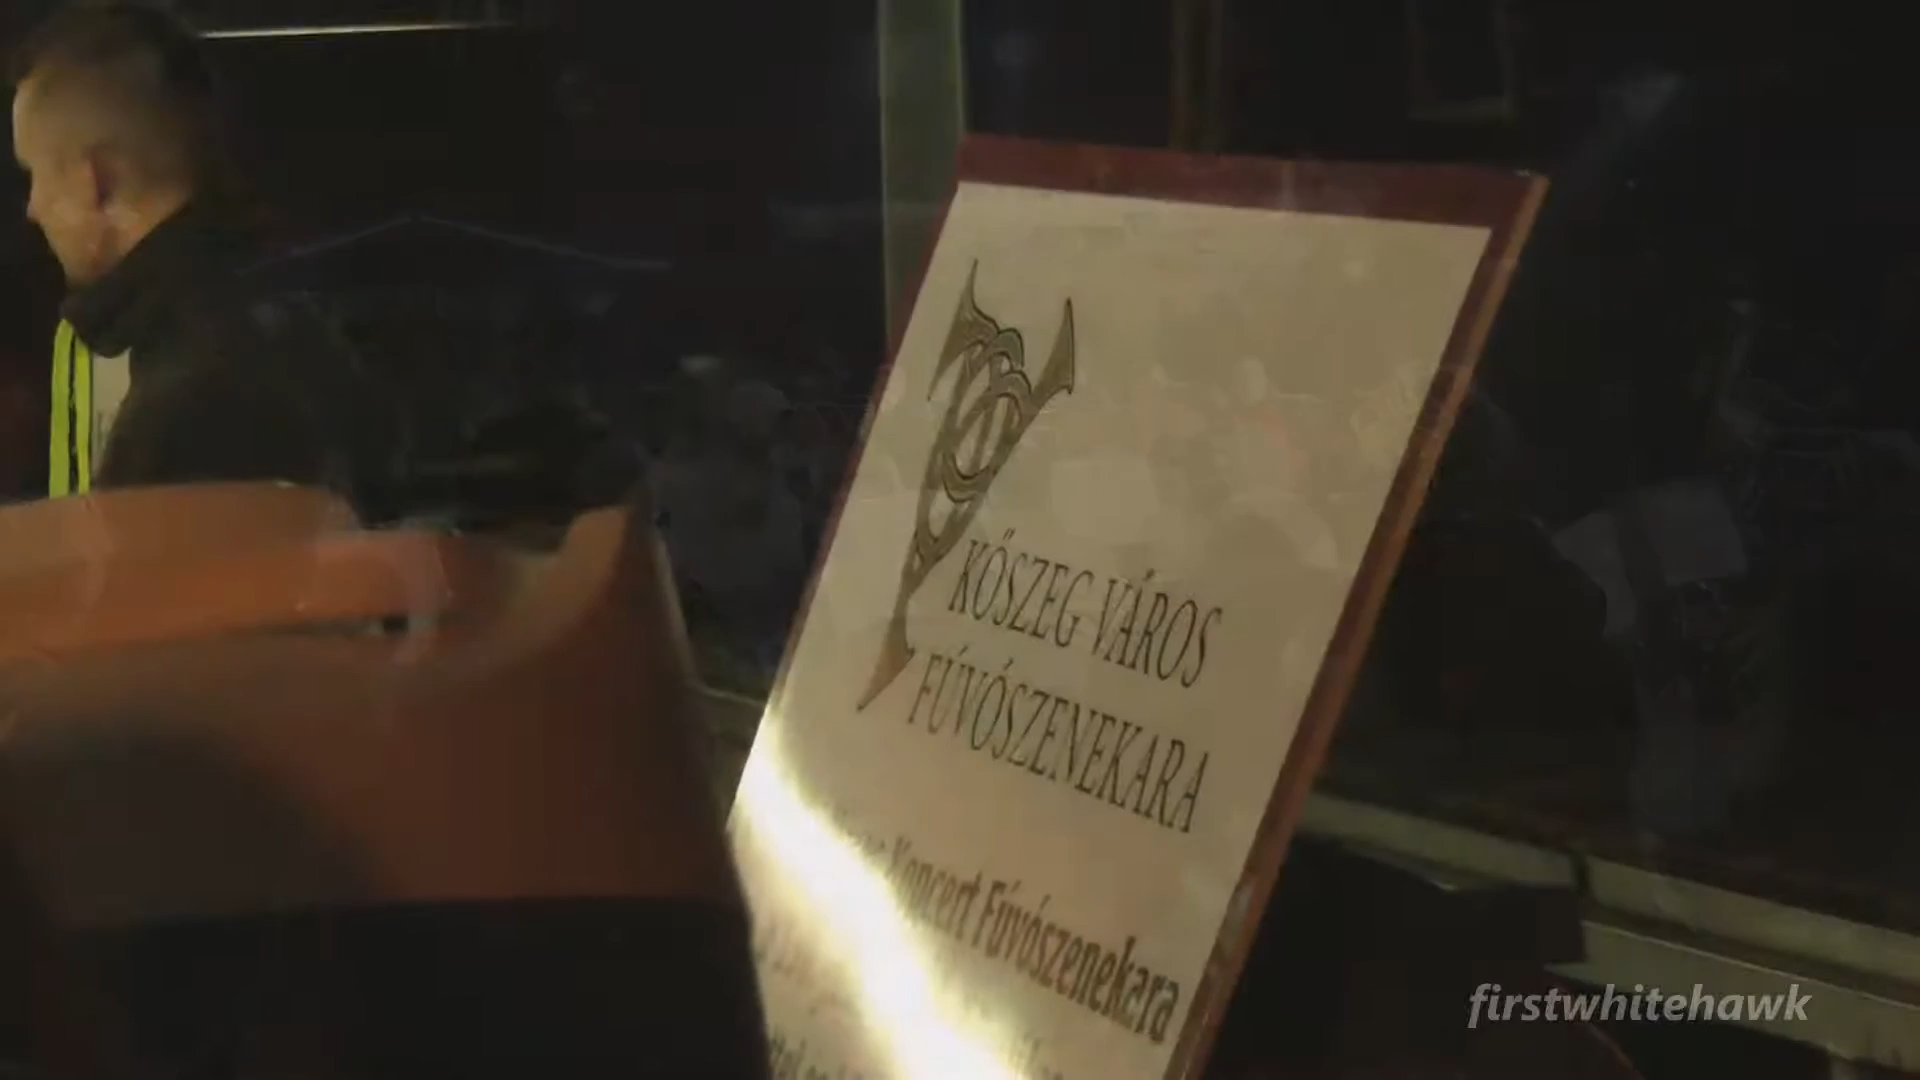 KŐSZEG VÁROS
FÚVÓSZENEKARA
Koncert Fúvószenekara
firstwhitehawk